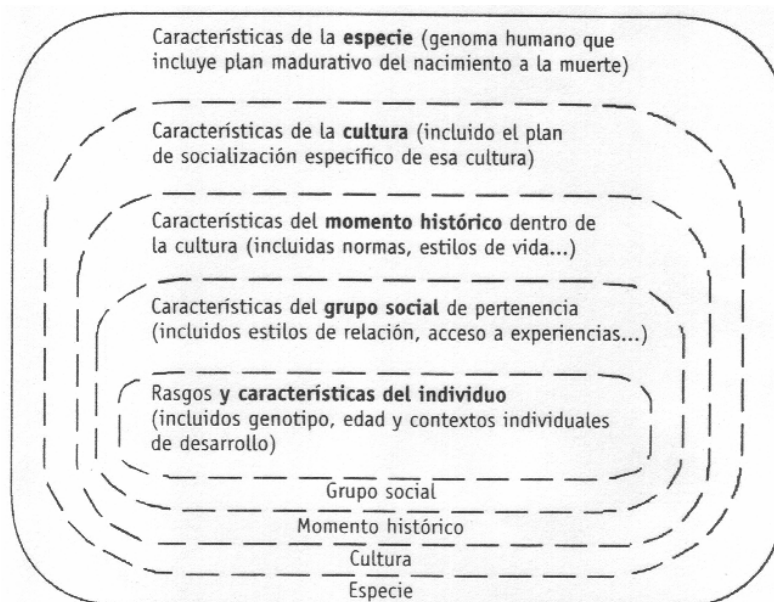 Características de la especie (genoma humano que
incluye plan madurativo del nacimiento a la muerte)
Características de la cultura (incluido el plan
de socialización específico de esa cultura)
Características del momento histórico dentro de
la cultura (incluidas normas, estilos de vida...)
Características del grupo social de pertenencia
(incluidos estilos de relación, acceso a experiencias...)
Rasgos y características del individuo
(incluidos genotipo, edad y contextos individuales
de desarrollo)
Grupo social
Momento histórico
Cultura
Especie